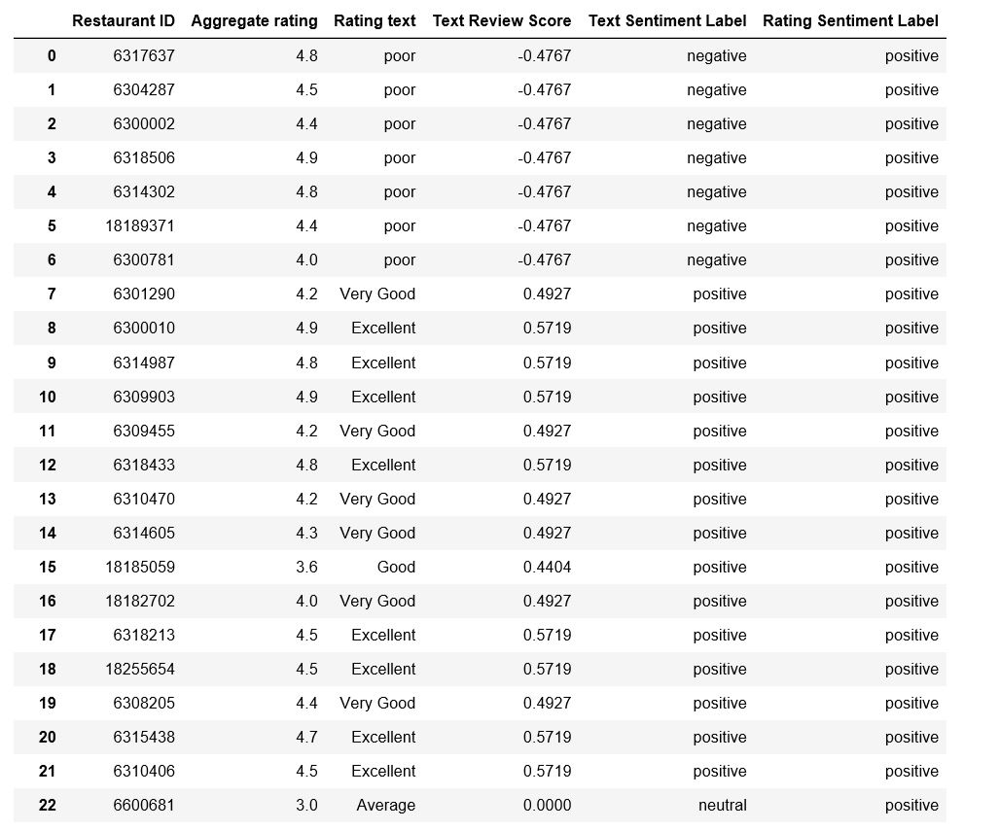 Restaurant ID Aggregate rating Rating text Text Review Score Text Sentiment Label Rating Sentiment Label
0 6317637 4.8 poor -0.4767 negative positive
1 6304287 4.5 poor -0.4767 negative positive
2 6300002 4.4 poor -0.4767 negative positive
3 6318506 4.9 poor -0.4767 negative positive
4 6314302 4.8 poor -0.4767 negative positive
5 18189371 4.4 poor -0.4767 negative positive
6 6300781 4.0 poor -0.4767 negative positive
7 6301290 4.2 Very Good 0.4927 positive positive
8 6300010 4.9 Excellent 0.5719 positive positive
9 6314987 4.8 Excellent 0.5719 positive positive
10 6309903 4.9 Excellent 0.5719 positive positive
11 6309455 4.2 Very Good 0.4927 positive positive
12 6318433 4.8 Excellent 0.5719 positive positive
13 6310470 4.2 Very Good 0.4927 positive positive
14 6314605 4.3 Very Good 0.4927 positive positive
15 18185059 3.6 Good 0.4404 positive positive
16 18182702 4.0 Very Good 0.4927 positive positive
17 6318213 4.5 Excellent 0.5719 positive positive
18 18255654 4.5 Excellent 0.5719 positive positive
19 6308205 4.4 Very Good 0.4927 positive positive
20 6315438 4.7 Excellent 0.5719 positive positive
21 6310406 4.5 Excellent 0.5719 positive positive
22 6600681 3.0 Average 0.0000 neutral positive